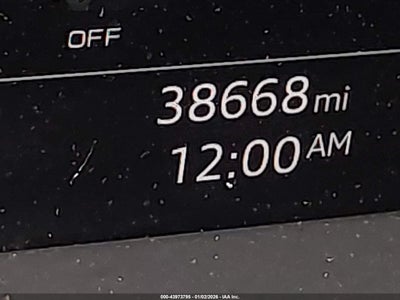 OFF
38668 mi
12:00 AM
000-43973795 - 01/02/2026 - IAA Inc.